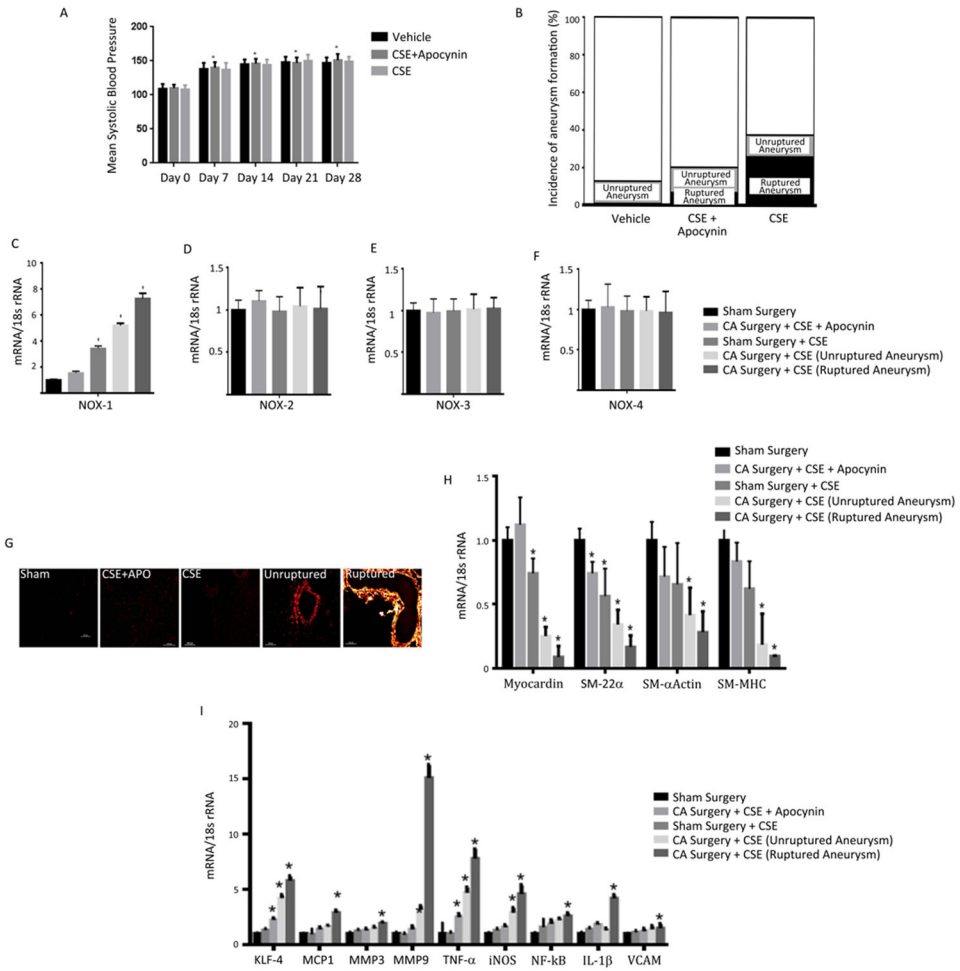 A
Mean Systolic Blood Pressure
200
150
100
50
0
Day 0 Day 7 Day 14 Day 21 Day 28
Vehicle
CSE+Apocynin
CSE
B
Incidence of aneurysm formation (%)
100
80
60
40
20
0
Unruptured
Aneurysm
Unruptured
Aneurysm
Ruptured
Aneurysm
Unruptured
Aneurysm
Ruptured
Aneurysm
Vehicle
CSE +
Apocynin
CSE
C
mRNA/18s rRNA
10
8
6
4
2
NOX-1
D
mRNA/18s rRNA
1.5
1
0.5
NOX-2
E
mRNA/18s rRNA
1.5
1
0.5
NOX-3
F
mRNA/18s rRNA
1.5
1
0.5
NOX-4
Sham Surgery
CA Surgery + CSE + Apocynin
Sham Surgery + CSE
CA Surgery + CSE (Unruptured Aneurysm)
CA Surgery + CSE (Ruptured Aneurysm)
G
Sham
CSE+APO
CSE
Unruptured
Ruptured
H
mRNA/18s rRNA
1.5
1.0
0.5
0
Myocardin SM-22α SM-αActin SM-MHC
Sham Surgery
CA Surgery + CSE + Apocynin
Sham Surgery + CSE
CA Surgery + CSE (Unruptured Aneurysm)
CA Surgery + CSE (Ruptured Aneurysm)
I
mRNA/18s rRNA
20
15
10
5
0
KLF-4 MCP1 MMP3 MMP9 TNF-α iNOS NF-kB IL-1β VCAM
Sham Surgery
CA Surgery + CSE + Apocynin
Sham Surgery + CSE
CA Surgery + CSE (Unruptured Aneurysm)
CA Surgery + CSE (Ruptured Aneurysm)